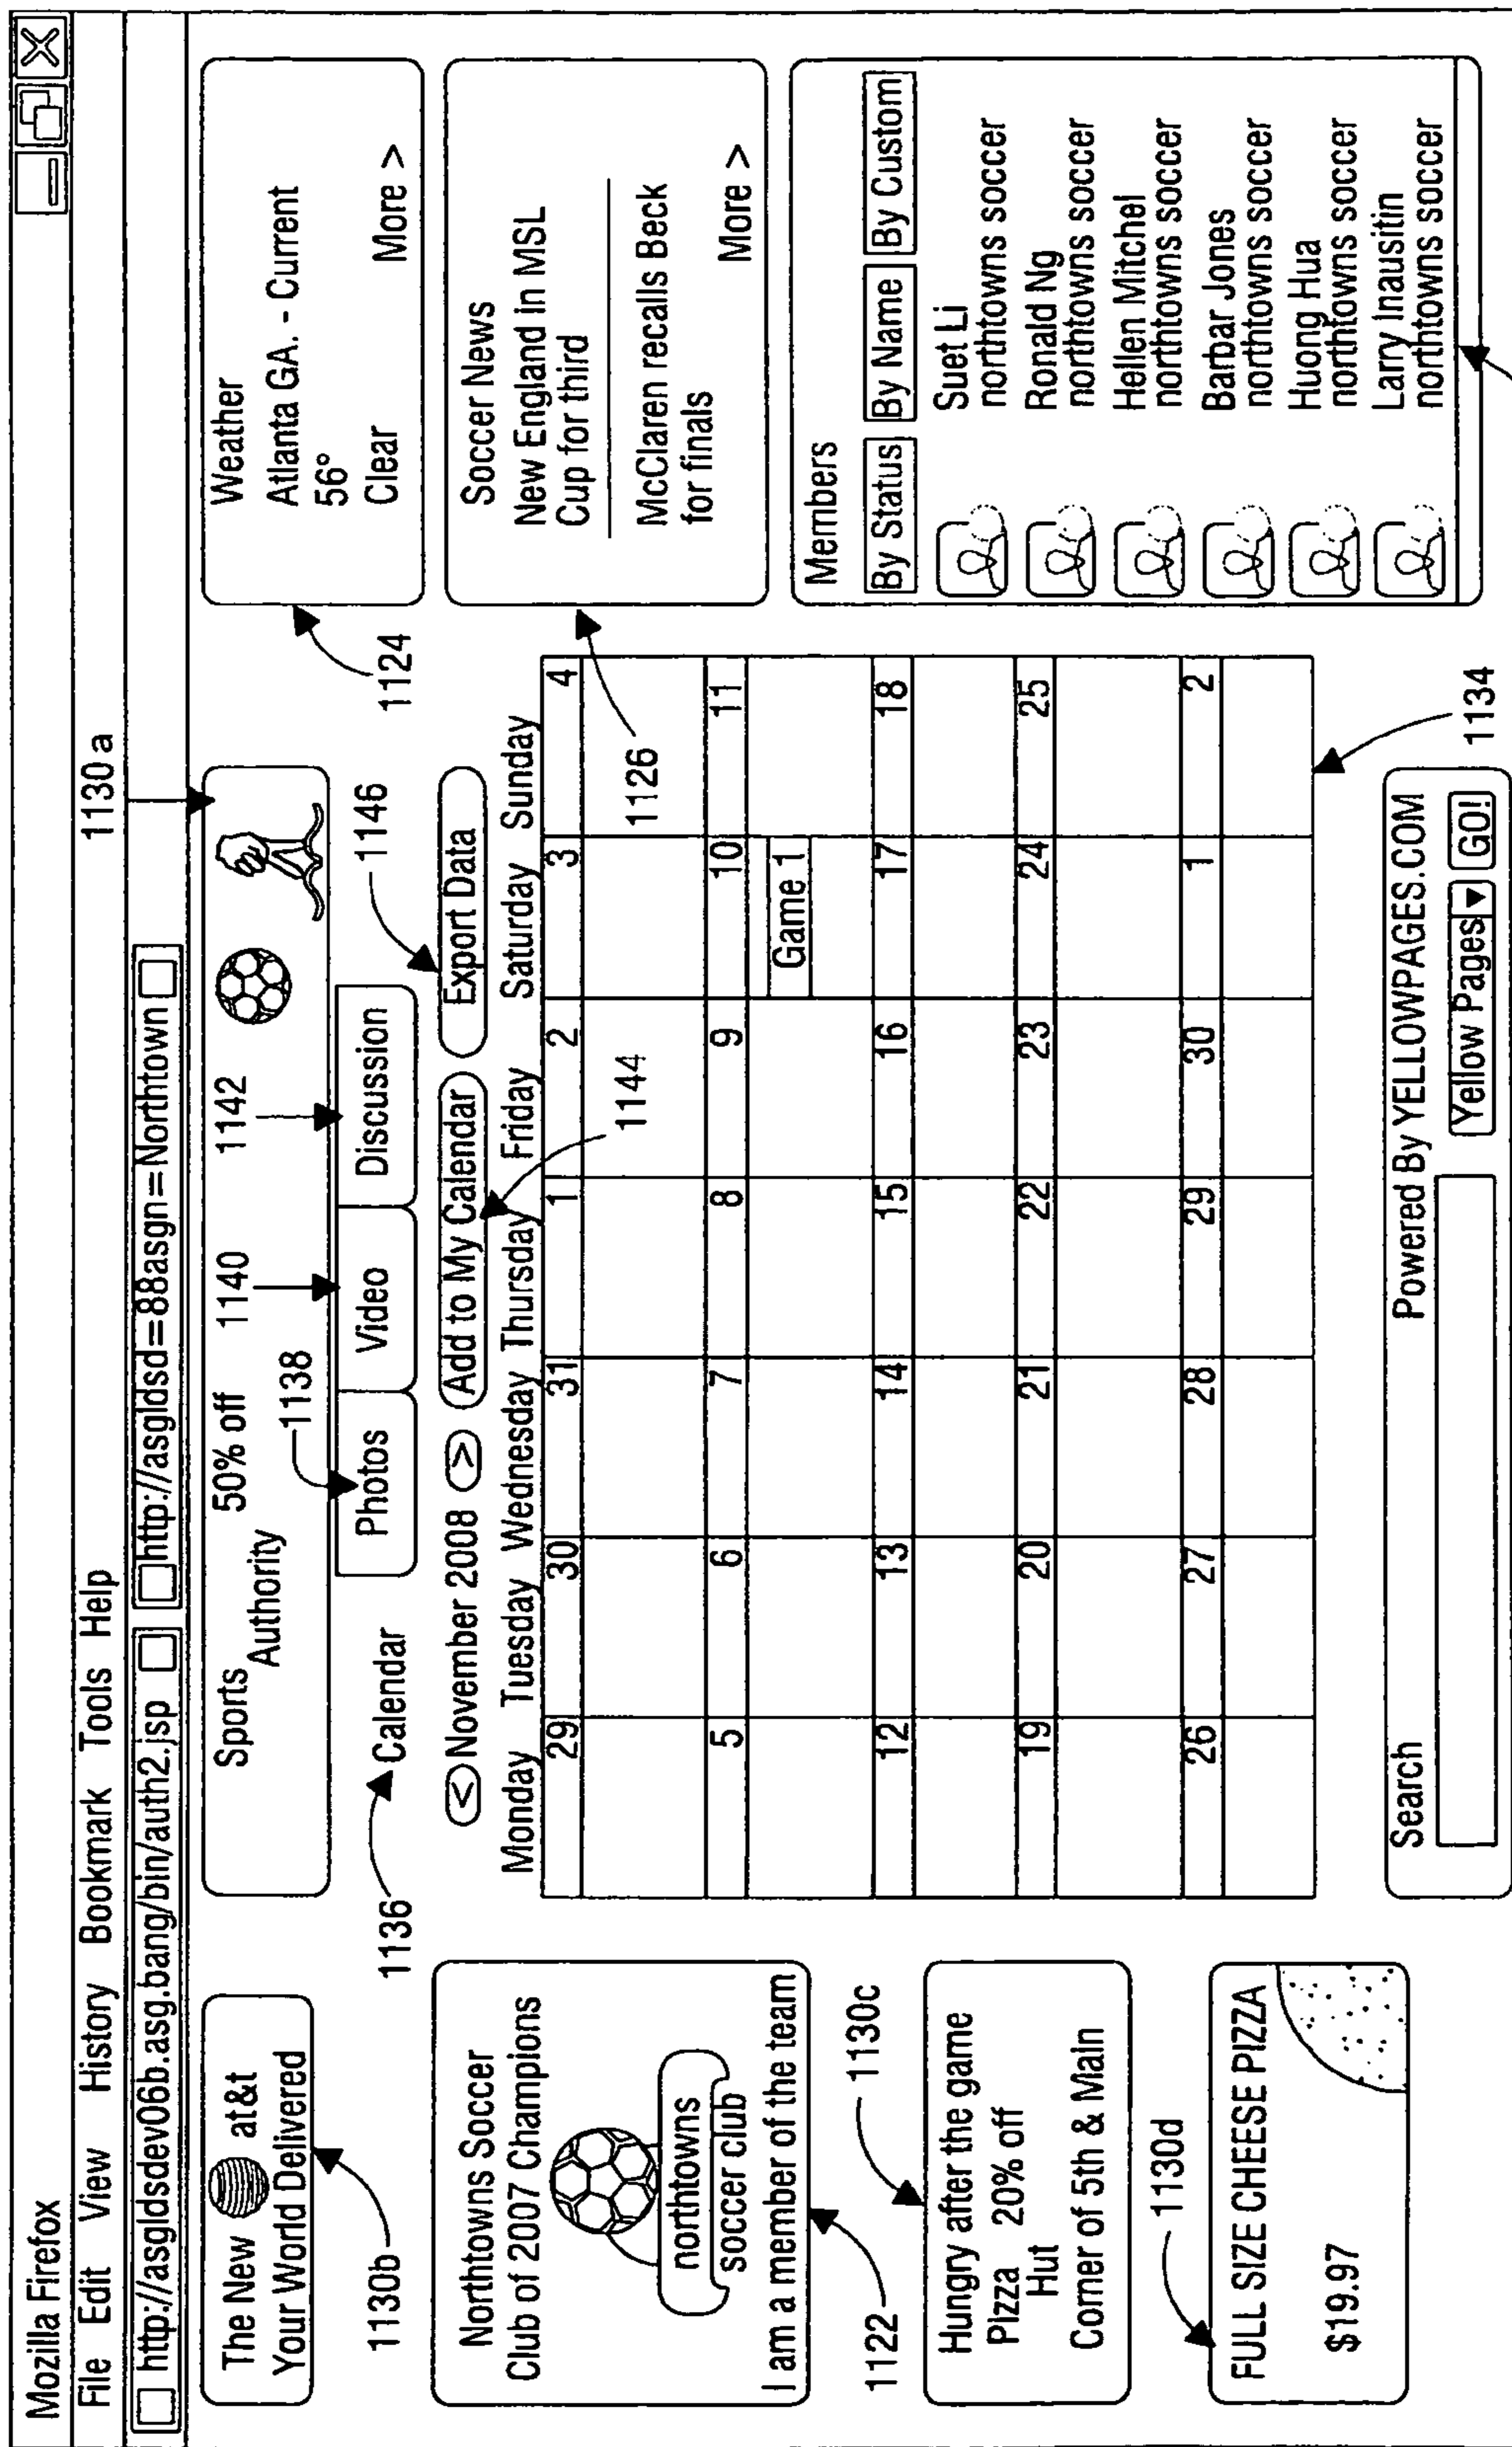 Mozilla Firefox
File Edit View History Bookmark Tools Help
http://asgldsdev06b.asg.bang/bin/auth2.jsp
http://asgldsd=88asgn=Northtown
1130a
The New at&t
Your World Delivered
1130b
Northtowns Soccer
Club of 2007 Champions
northtowns
soccer club
I am a member of the team
1122
1130c
Hungry after the game
Pizza 20% off
Hut
Corner of 5th & Main
1130d
FULL SIZE CHEESE PIZZA
$19.97
Sports
Authority
50% off
1140
1142
1138
1136
Calendar
Photos
Video
Discussion
1146
< November 2008 >
Add to My Calendar
Export Data
1144
Monday Tuesday Wednesday Thursday Friday Saturday Sunday
29 30 31 1 2 3 4
5 6 7 8 9 10 11
Game 1
12 13 14 15 16 17 18
19 20 21 22 23 24 25
26 27 28 29 30 1 2
1134
Search
Powered By YELLOWPAGES.COM
Yellow Pages
GO!
Weather
Atlanta GA. - Current
56°
Clear
More >
1124
Soccer News
New England in MSL
Cup for third
McClaren recalls Beck
for finals
More >
1126
Members
By Status
By Name
By Custom
Suet Li
northtowns soccer
Ronald Ng
northtowns soccer
Hellen Mitchel
northtowns soccer
Barbar Jones
northtowns soccer
Huong Hua
northtowns soccer
Larry Inausitin
northtowns soccer